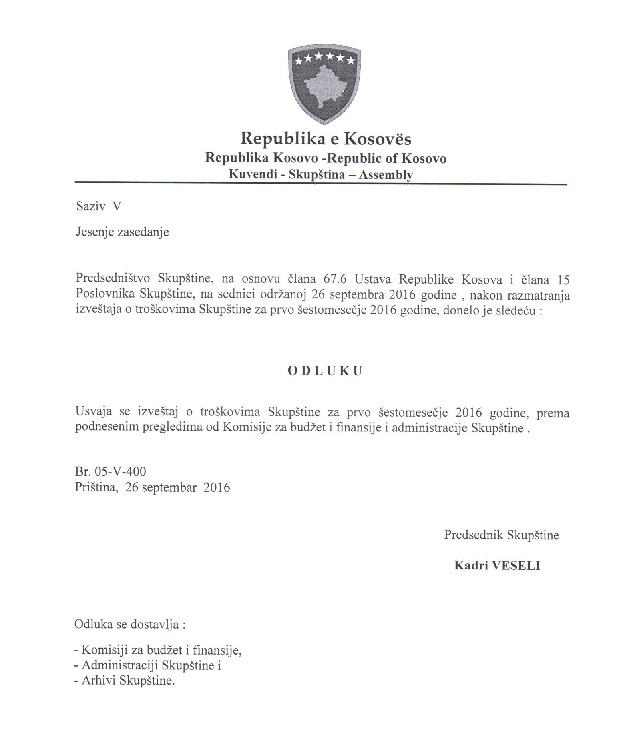 Republika e Kosovës
Republika Kosovo -Republic of Kosovo
Kuvendi - Skupština – Assembly
Saziv V
Jesenje zasedanje
Predsedništvo Skupštine, na osnovu člana 67.6 Ustava Republike Kosova i člana 15
Poslovnika Skupštine, na sednici održanoj 26 septembra 2016 godine , nakon razmatranja
izveštaja o troškovima Skupštine za prvo šestomesečje 2016 godine, donelo je sledeću :
O D L U K U
Usvaja se izveštaj o troškovima Skupštine za prvo šestomesečje 2016 godine, prema
podnesenim pregledima od Komisije za budžet i finansije i administracije Skupštine .
Br. 05-V-400
Priština, 26 septembar 2016
Predsednik Skupštine
Kadri VESELI
Odluka se dostavlja :
- Komisiji za budžet i finansije,
- Administraciji Skupštine i
- Arhivi Skupštine.